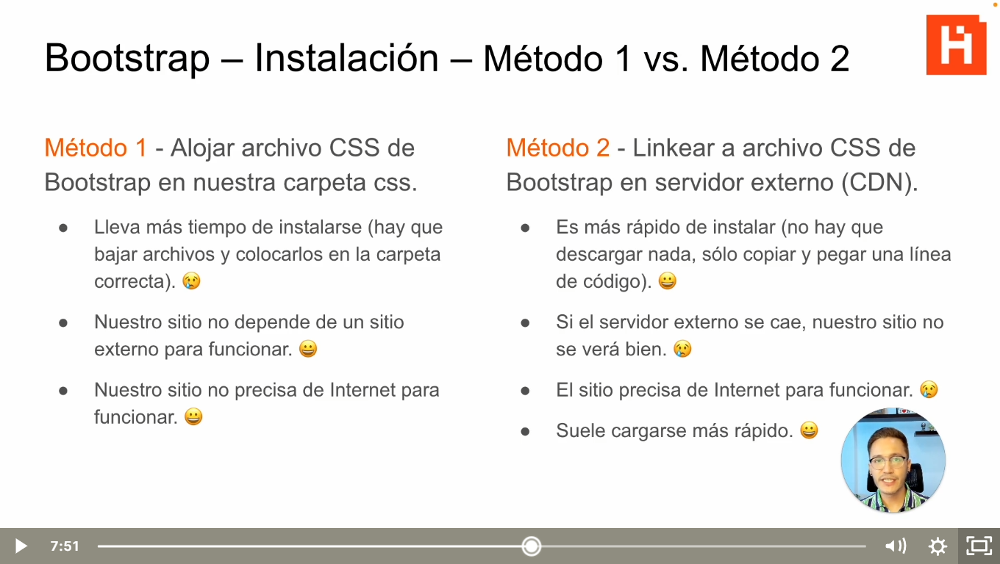 Bootstrap – Instalación – Método 1 vs. Método 2
Método 1 - Alojar archivo CSS de
Bootstrap en nuestra carpeta css.
● Lleva más tiempo de instalarse (hay que
bajar archivos y colocarlos en la carpeta
correcta). 😢
● Nuestro sitio no depende de un sitio
externo para funcionar. 😀
● Nuestro sitio no precisa de Internet para
funcionar. 😀
Método 2 - Linkear a archivo CSS de
Bootstrap en servidor externo (CDN).
● Es más rápido de instalar (no hay que
descargar nada, sólo copiar y pegar una línea
de código). 😀
● Si el servidor externo se cae, nuestro sitio no
se verá bien. 😢
● El sitio precisa de Internet para funcionar. 😢
● Suele cargarse más rápido. 😀
7:51